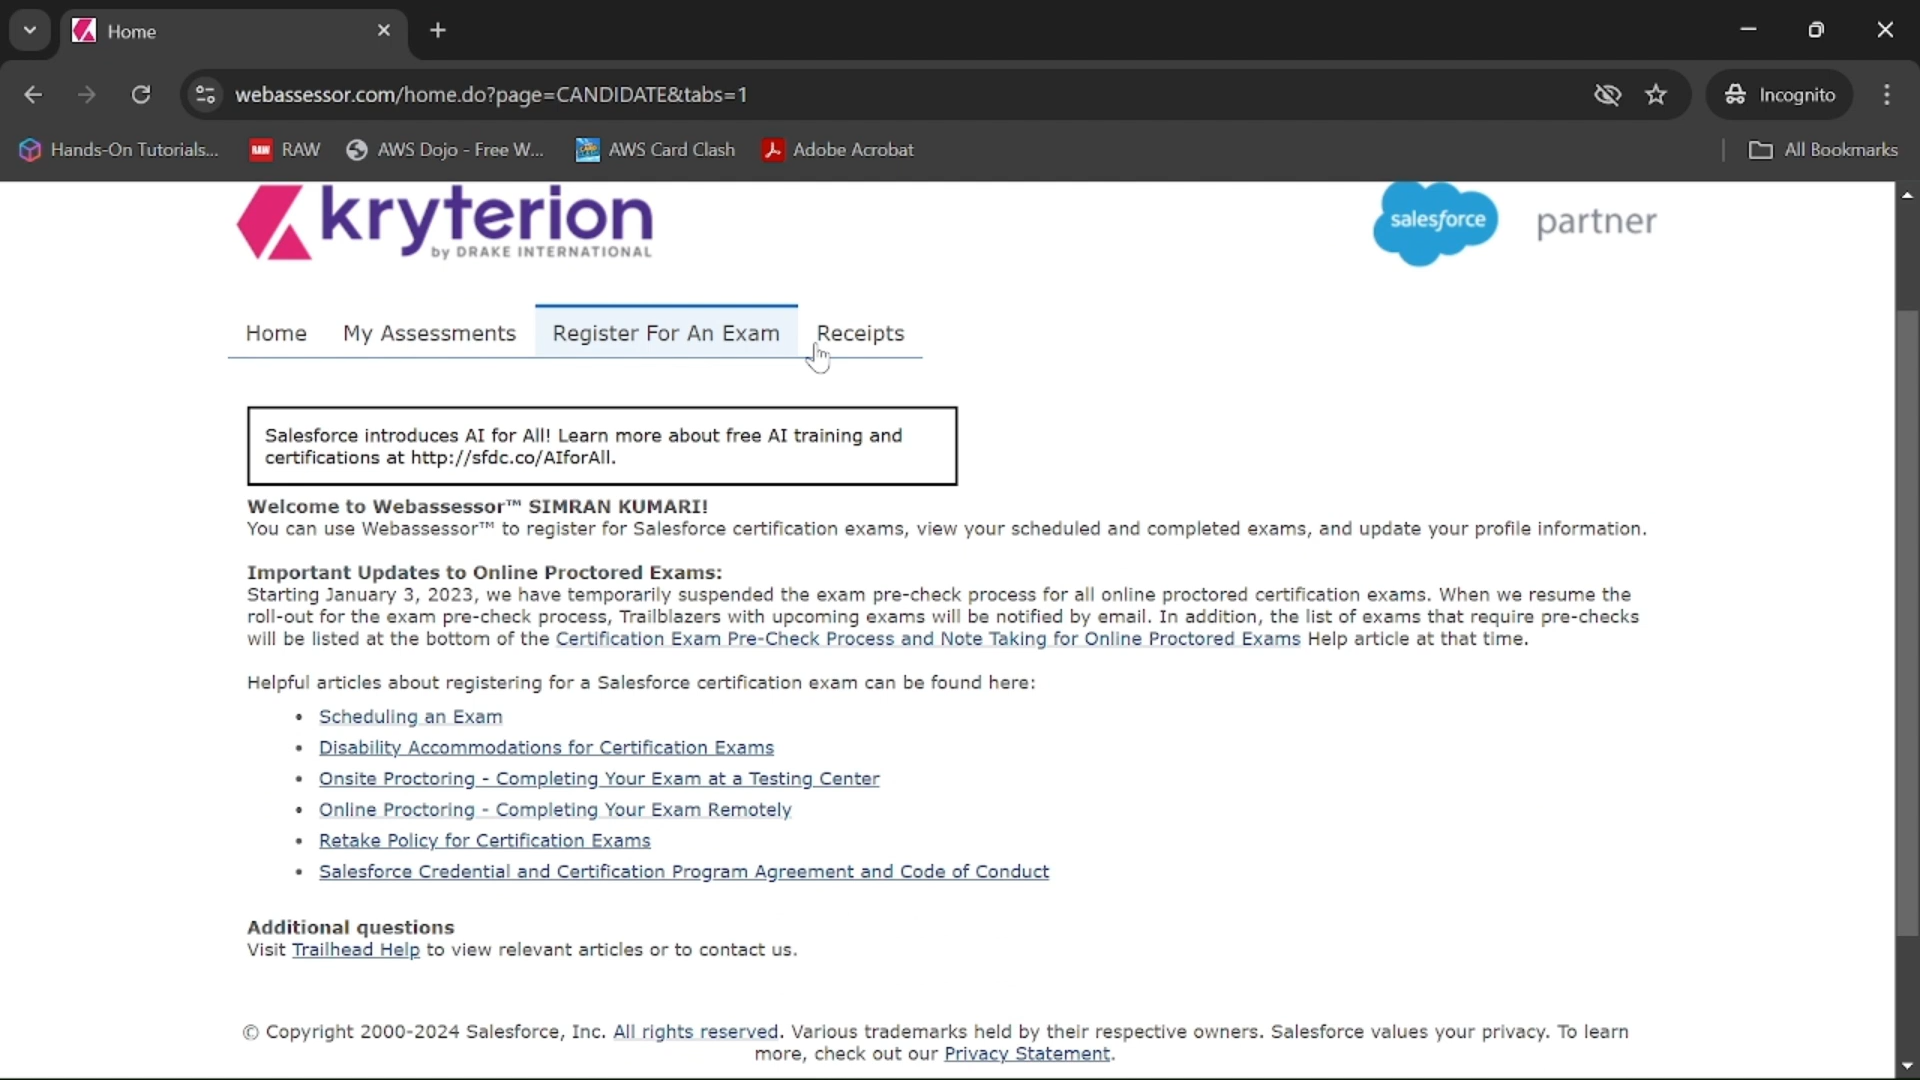 Home
webassessor.com/home.do?page=CANDIDATE&tabs=1
Incognito
Hands-On Tutorials...
RAW
RAW
AWS Dojo - Free W...
AWS Card Clash
Adobe Acrobat
All Bookmarks
kryterion
by DRAKE INTERNATIONAL
salesforce
partner
Home
My Assessments
Register For An Exam
Receipts
Salesforce introduces AI for All! Learn more about free AI training and
certifications at http://sfdc.co/AIforAll.
Welcome to Webassessor™ SIMRAN KUMARI!
You can use Webassessor™ to register for Salesforce certification exams, view your scheduled and completed exams, and update your profile information.
Important Updates to Online Proctored Exams:
Starting January 3, 2023, we have temporarily suspended the exam pre-check process for all online proctored certification exams. When we resume the
roll-out for the exam pre-check process, Trailblazers with upcoming exams will be notified by email. In addition, the list of exams that require pre-checks
will be listed at the bottom of the Certification Exam Pre-Check Process and Note Taking for Online Proctored Exams Help article at that time.
Helpful articles about registering for a Salesforce certification exam can be found here:
• Scheduling an Exam
• Disability Accommodations for Certification Exams
• Onsite Proctoring - Completing Your Exam at a Testing Center
• Online Proctoring - Completing Your Exam Remotely
• Retake Policy for Certification Exams
• Salesforce Credential and Certification Program Agreement and Code of Conduct
Additional questions
Visit Trailhead Help to view relevant articles or to contact us.
© Copyright 2000-2024 Salesforce, Inc. All rights reserved. Various trademarks held by their respective owners. Salesforce values your privacy. To learn
more, check out our Privacy Statement.